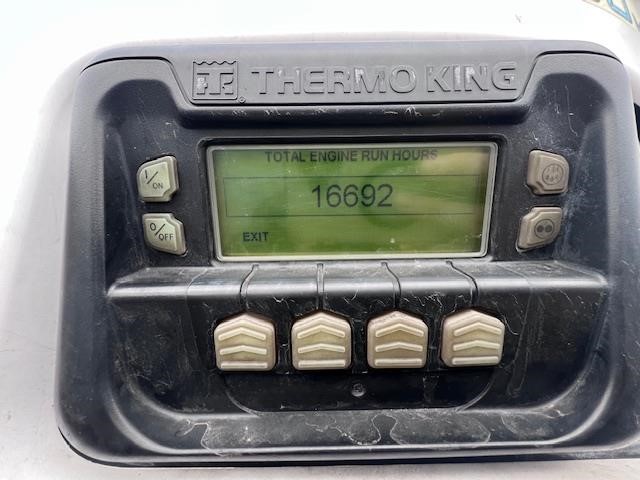 THERMO KING
TOTAL ENGINE RUN HOURS
I/ON
16692
O/OFF
EXIT